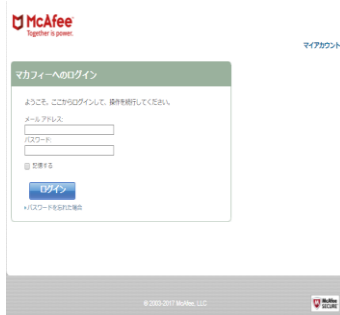 McAfee
Together is power.
マイアカウント
マカフィーへのログイン
ようこそ、ここからログインして、操作を続行してください。
メール アドレス:
パスワード:
記憶する
ログイン
パスワードを忘れた場合
© 2003-2017 McAfee, LLC
McAfee
SECURE